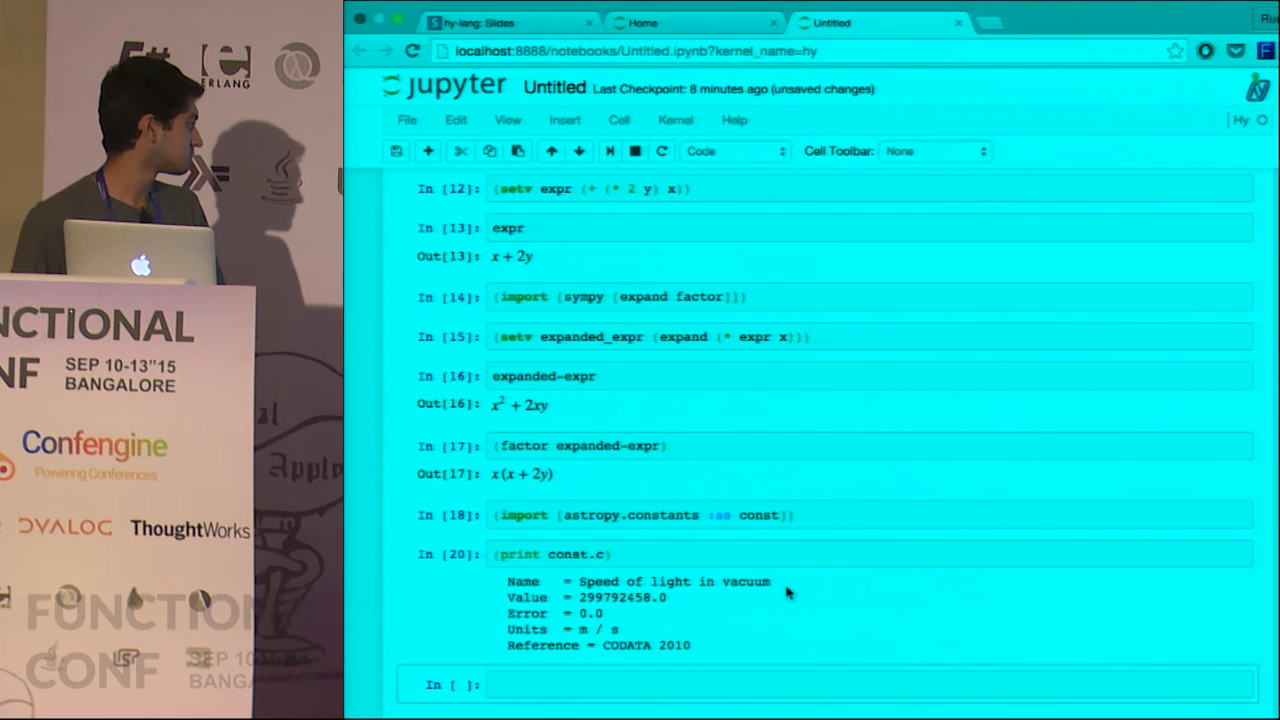 F#
ERLANG
NCTIONAL
NF
SEP 10-13"15
BANGALORE
Confengine
Powering Conferences
DYALOG
ThoughtWorks
FUNCTION
CONF
SEP 10
BANGA
hy-lang: Slides
Home
Untitled
localhost:8888/notebooks/Untitled.ipynb?kernel_name=hy
jupyter Untitled Last Checkpoint: 8 minutes ago (unsaved changes)
File Edit View Insert Cell Kernel Help
Hy
Code
Cell Toolbar: None
In [12]: (setv expr (+ (* 2 y) x))
In [13]: expr
Out[13]: x + 2y
In [14]: (import [sympy [expand factor]])
In [15]: (setv expanded_expr (expand (* expr x)))
In [16]: expanded-expr
Out[16]: x² + 2xy
In [17]: (factor expanded-expr)
Out[17]: x(x + 2y)
In [18]: (import [astropy.constants :as const])
In [20]: (print const.c)
Name = Speed of light in vacuum
Value = 299792458.0
Error = 0.0
Units = m / s
Reference = CODATA 2010
In [ ]: